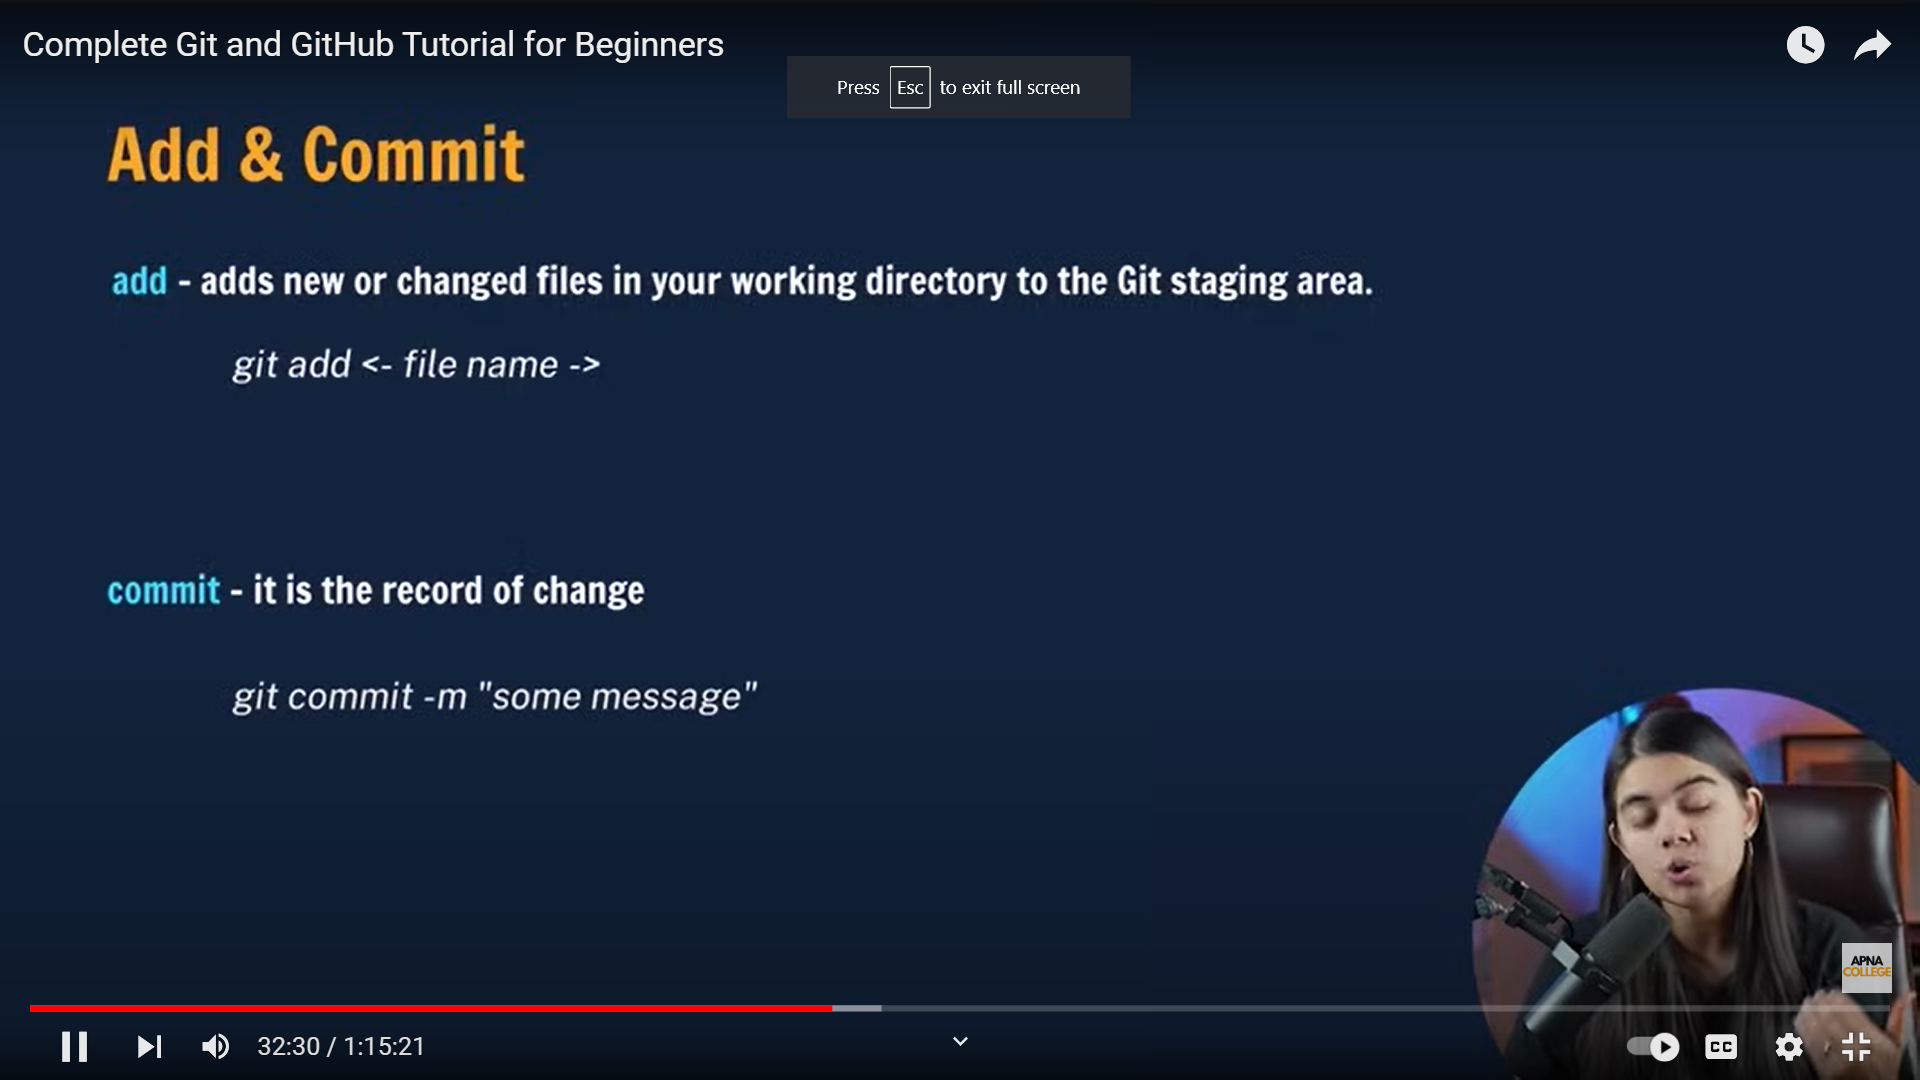 Complete Git and GitHub Tutorial for Beginners
Press Esc to exit full screen
Add & Commit
add - adds new or changed files in your working directory to the Git staging area.
git add <- file name ->
commit - it is the record of change
git commit -m "some message"
APNA
COLLEGE
32:30 / 1:15:21
CC